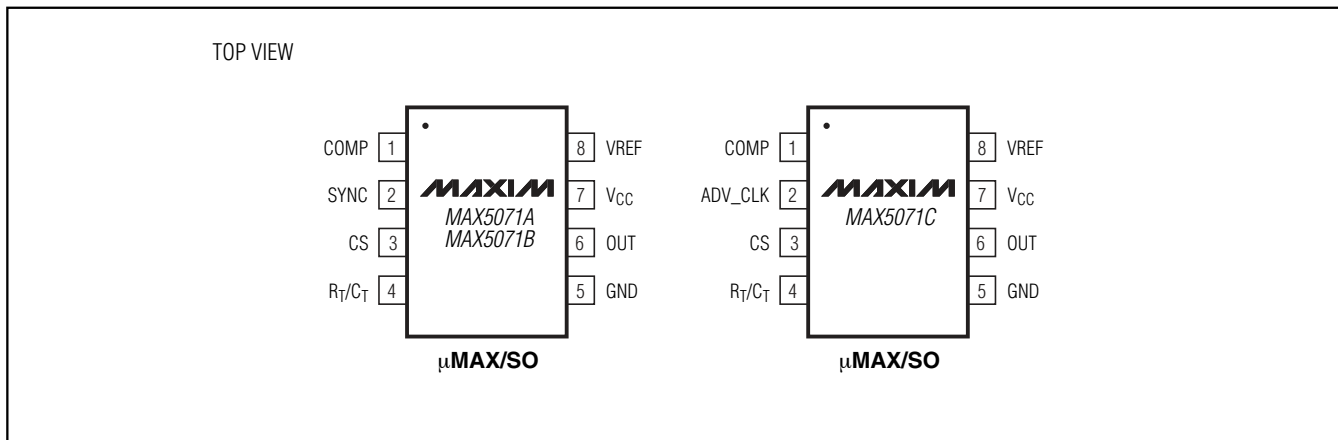 TOP VIEW
COMP 1
SYNC 2
CS 3
RT/CT 4
MAXIM
MAX5071A
MAX5071B
8 VREF
7 VCC
6 OUT
5 GND
μMAX/SO
COMP 1
ADV_CLK 2
CS 3
RT/CT 4
MAXIM
MAX5071C
8 VREF
7 VCC
6 OUT
5 GND
μMAX/SO